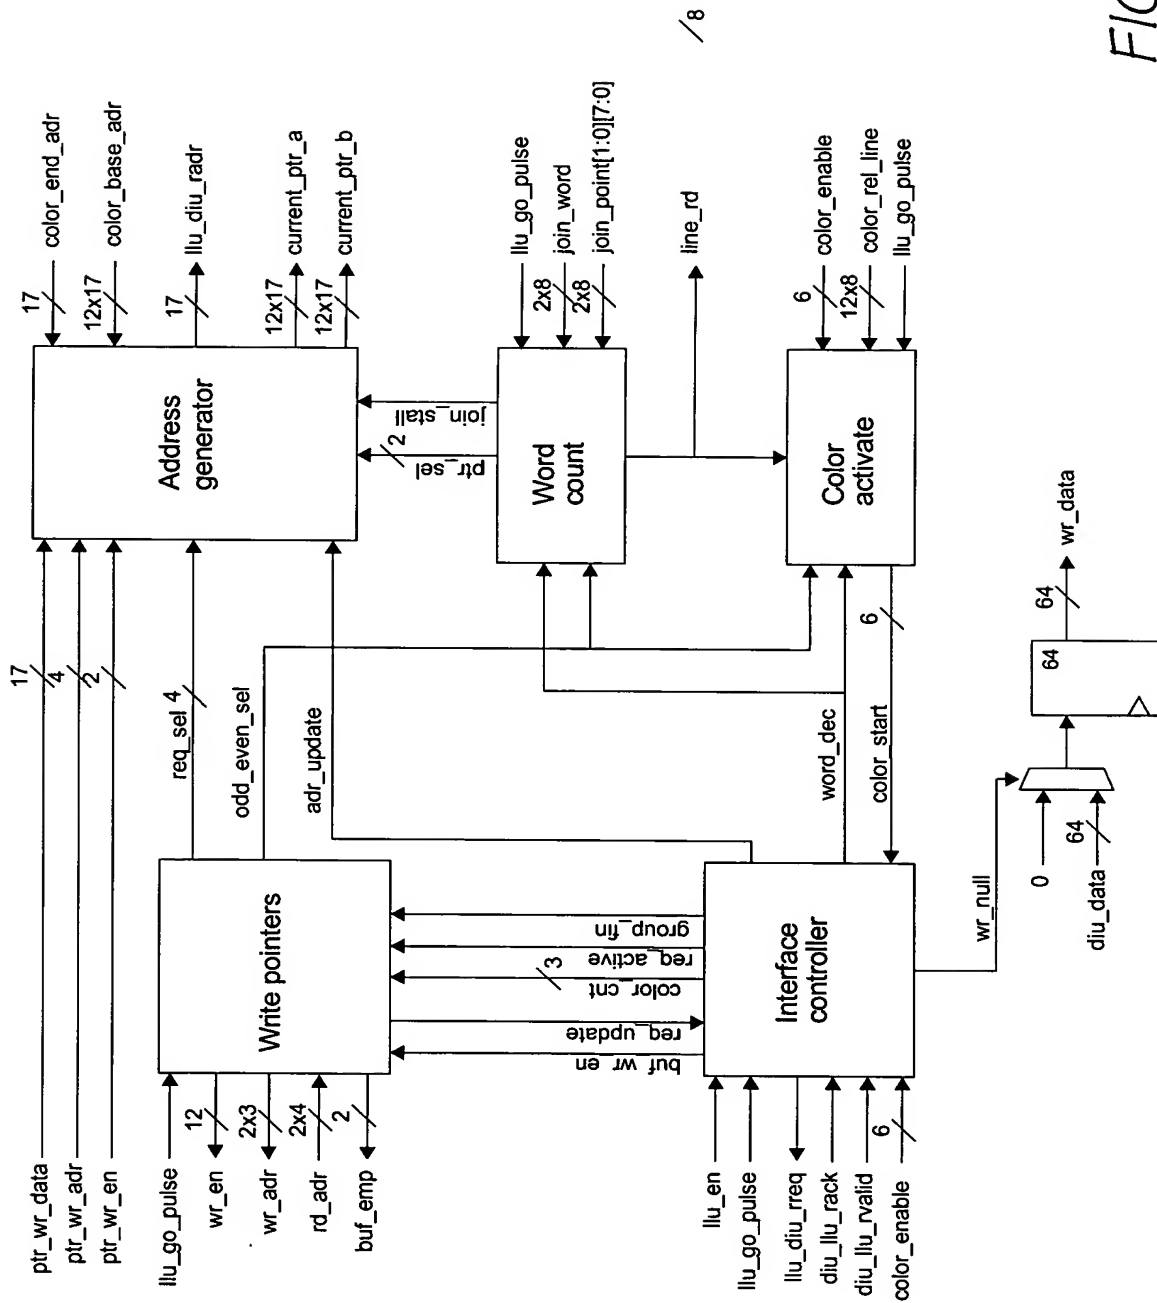 ptr_wr_data
17
ptr_wr_adr
4
ptr_wr_en
2
Address
generator
17
color_end_adr
12x17
color_base_adr
17
llu_diu_radr
12x17
current_ptr_a
12x17
current_ptr_b
req_sel
4
odd_even_sel
adr_update
Write pointers
llu_go_pulse
12
wr_en
2x3
wr_adr
2x4
rd_adr
2
buf_emp
ptr_sel
2
join_stall
Word
count
llu_go_pulse
2x8
join_word
2x8
join_point[1:0][7:0]
line_rd
8
buf_wr_en
req_update
color_cnt
3
req_active
group_fin
Interface
controller
llu_en
llu_go_pulse
llu_diu_rreq
diu_llu_rack
diu_llu_rvalid
6
color_enable
word_dec
color_start
6
Color
activate
6
color_enable
12x8
color_rel_line
llu_go_pulse
wr_null
0
64
diu_data
64
64
wr_data